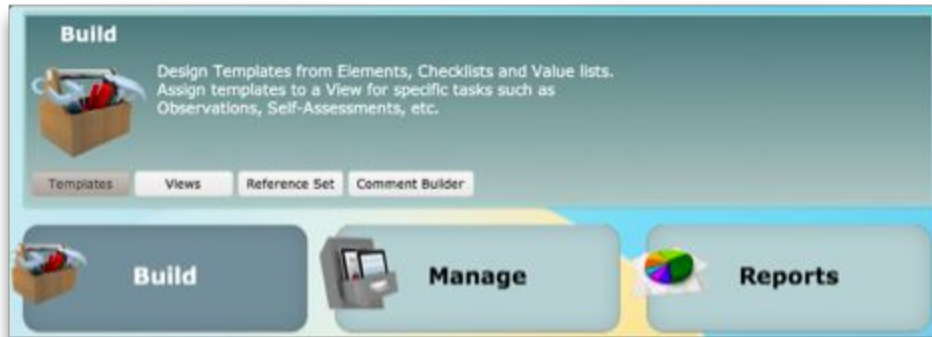 Build
Design Templates from Elements, Checklists and Value lists.
Assign templates to a View for specific tasks such as
Observations, Self-Assessments, etc.
Templates Views Reference Set Comment Builder
Build Manage Reports